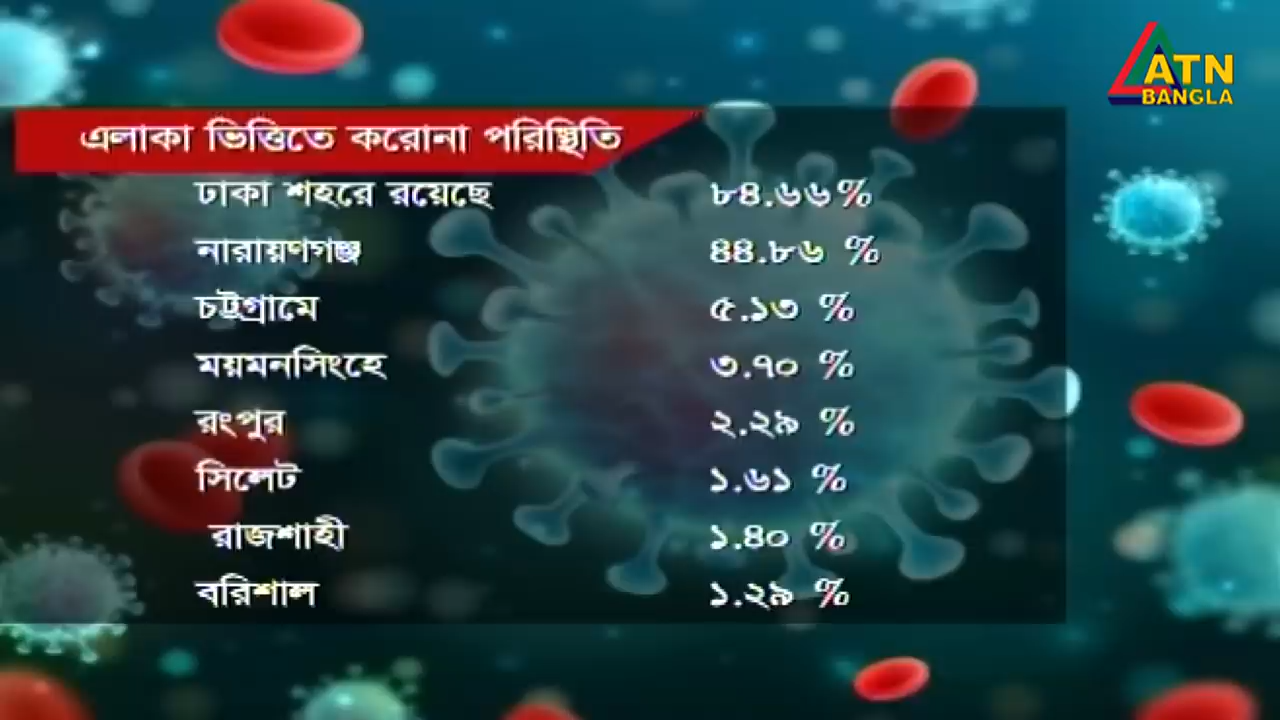 ATN
BANGLA
এলাকা ভিত্তিতে করোনা পরিস্থিতি
ঢাকা শহরে রয়েছে ৮৪.৬৬%
নারায়ণগঞ্জ ৪৪.৮৬ %
চট্টগ্রামে ৫.১৩ %
ময়মনসিংহে ৩.৭০ %
রংপুর ২.২৯ %
সিলেট ১.৬১ %
রাজশাহী ১.৪০ %
বরিশাল ১.২৯ %